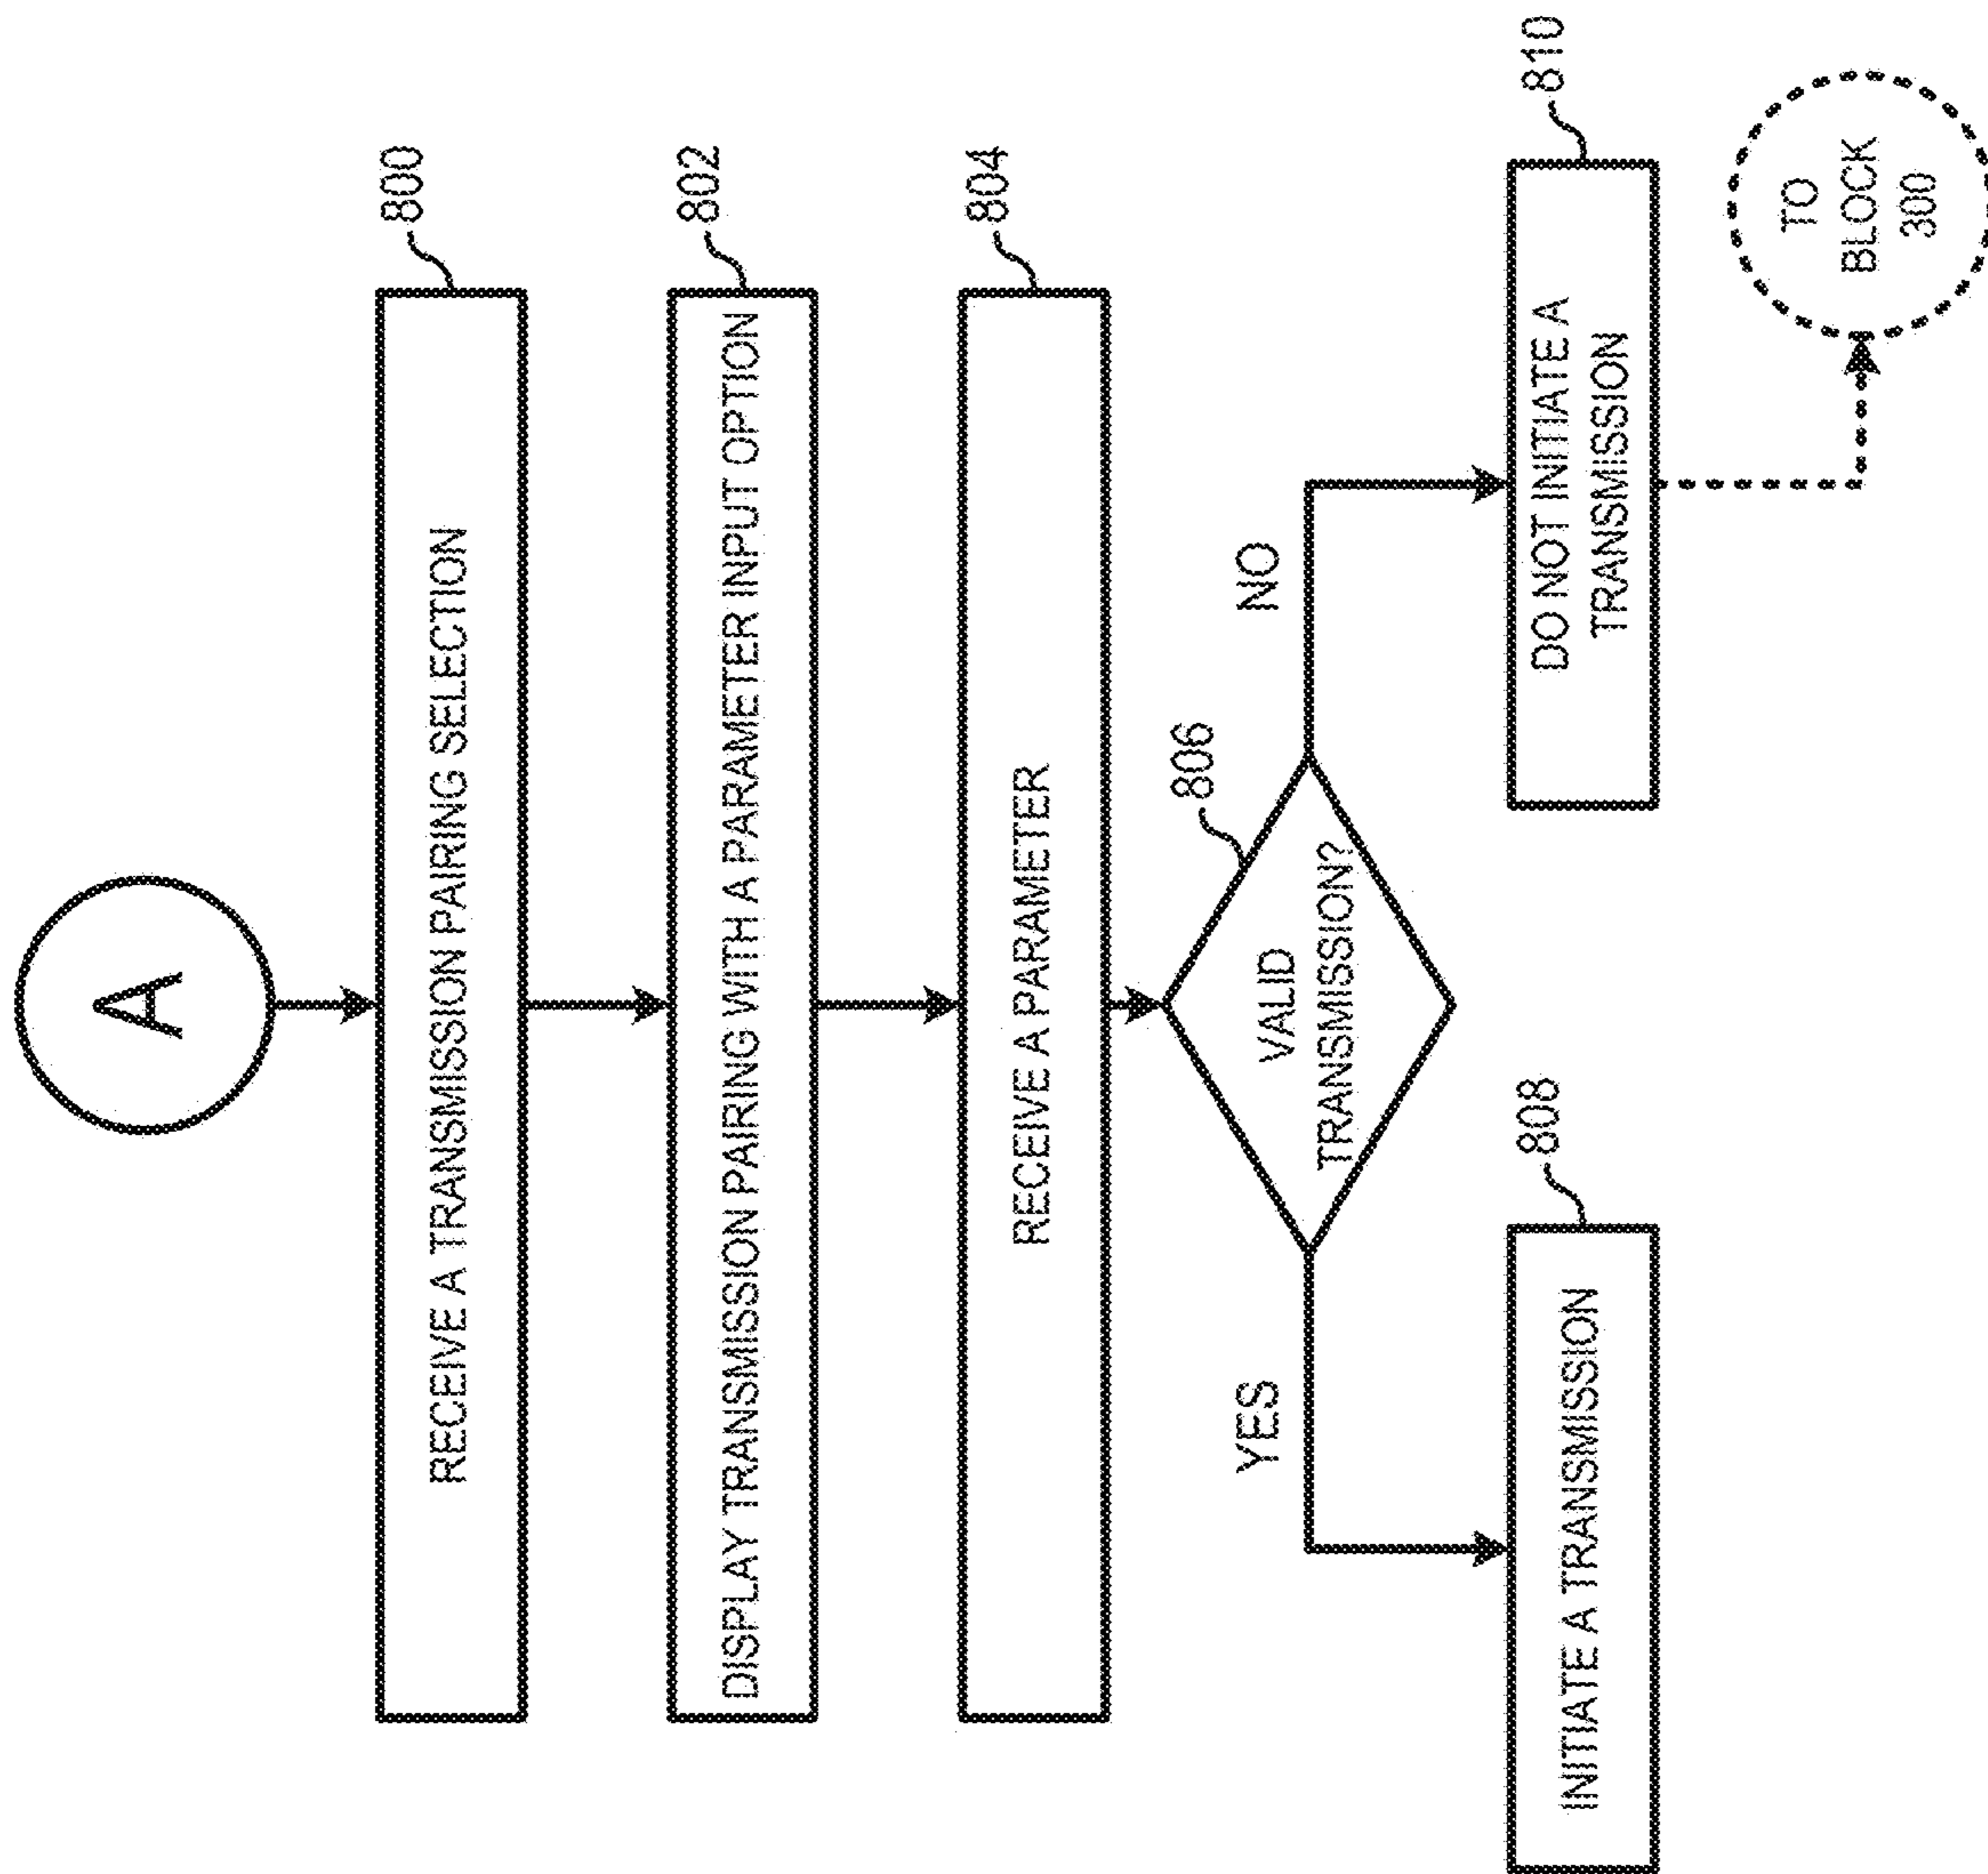 A
800
RECEIVE A TRANSMISSION PAIRING SELECTION
802
DISPLAY TRANSMISSION PAIRING WITH A PARAMETER INPUT OPTION
804
RECEIVE A PARAMETER
806
VALID
TRANSMISSION?
YES
NO
808
INITIATE A TRANSMISSION
810
DO NOT INITIATE A
TRANSMISSION
TO
BLOCK
300